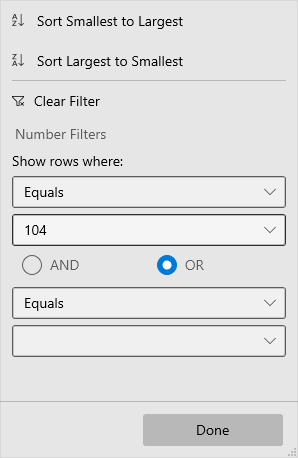 Sort Smallest to Largest
Sort Largest to Smallest
Clear Filter
Number Filters
Show rows where:
Equals
104
AND OR
Equals
Done